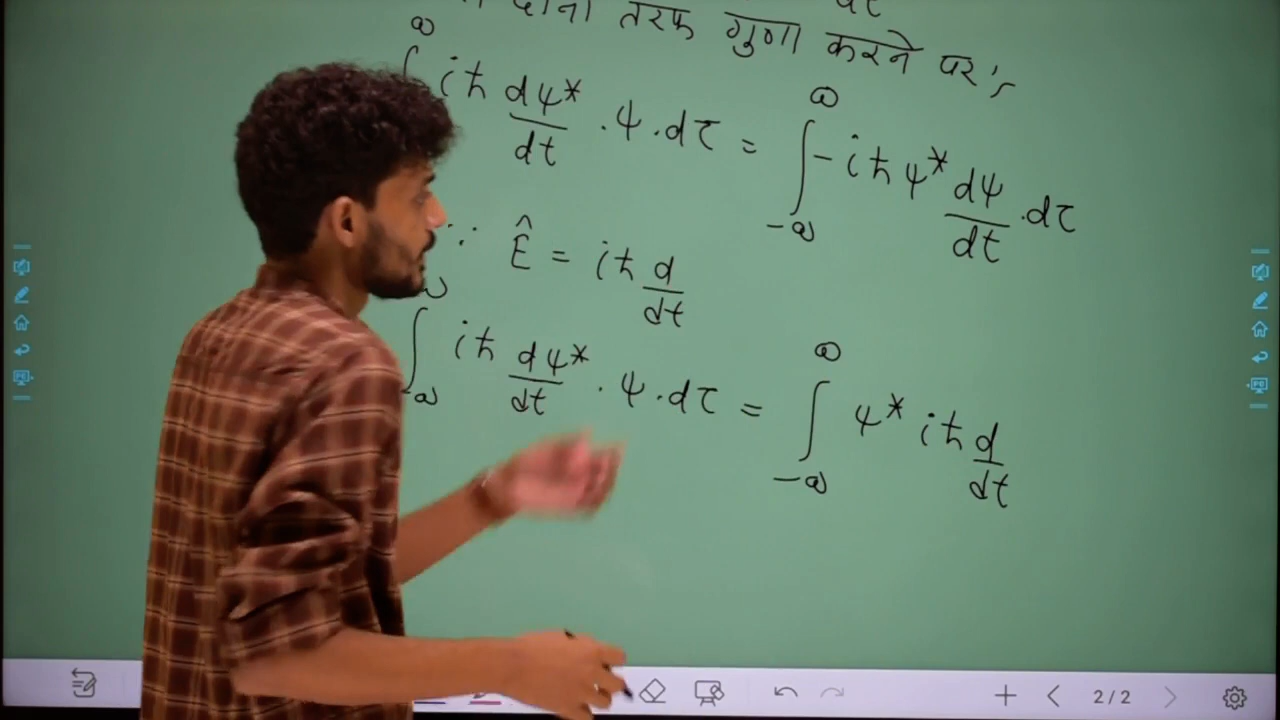 दोनो तरफ गुणा करने पर's
∫_{-∞}^{∞} iħ dψ*/dt . ψ . dτ = ∫_{-∞}^{∞} -iħ ψ* dψ/dt . dτ
∵ Ê = iħ d/dt
∫_{-∞}^{∞} iħ dψ*/dt . ψ . dτ = ∫_{-∞}^{∞} ψ* iħ d/dt
2/2